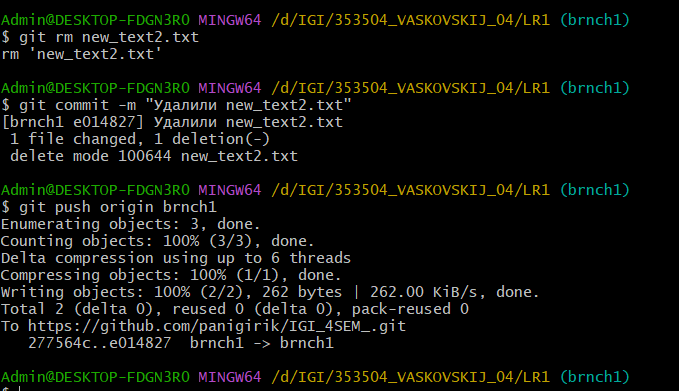 Admin@DESKTOP-FDGN3R0 MINGW64 /d/IGI/353504_VASKOVSKIJ_04/LR1 (brnch1)
$ git rm new_text2.txt
rm 'new_text2.txt'
Admin@DESKTOP-FDGN3R0 MINGW64 /d/IGI/353504_VASKOVSKIJ_04/LR1 (brnch1)
$ git commit -m "Удалили new_text2.txt"
[brnch1 e014827] Удалили new_text2.txt
1 file changed, 1 deletion(-)
delete mode 100644 new_text2.txt
Admin@DESKTOP-FDGN3R0 MINGW64 /d/IGI/353504_VASKOVSKIJ_04/LR1 (brnch1)
$ git push origin brnch1
Enumerating objects: 3, done.
Counting objects: 100% (3/3), done.
Delta compression using up to 6 threads
Compressing objects: 100% (1/1), done.
Writing objects: 100% (2/2), 262 bytes | 262.00 KiB/s, done.
Total 2 (delta 0), reused 0 (delta 0), pack-reused 0
To https://github.com/panigirik/IGI_4SEM_.git
277564c..e014827 brnch1 -> brnch1
Admin@DESKTOP-FDGN3R0 MINGW64 /d/IGI/353504_VASKOVSKIJ_04/LR1 (brnch1)
$